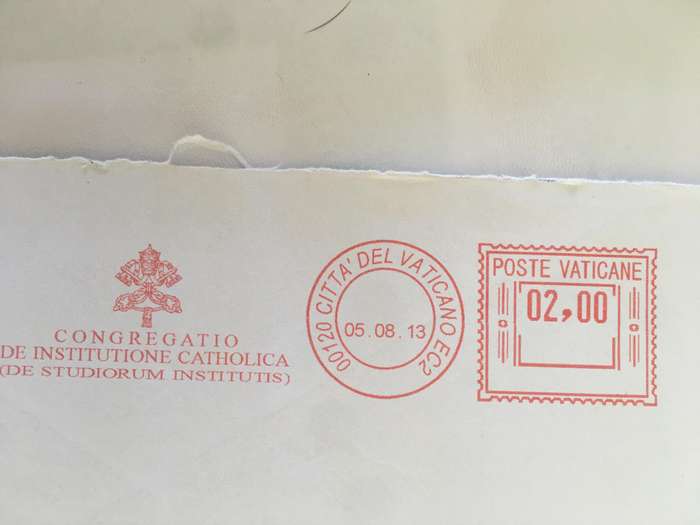 CONGREGATIO
DE INSTITUTIONE CATHOLICA
(DE STUDIORUM INSTITUTIS)
00120 CITTA' DEL VATICANO EC2
05.08.13
POSTE VATICANE
02,00